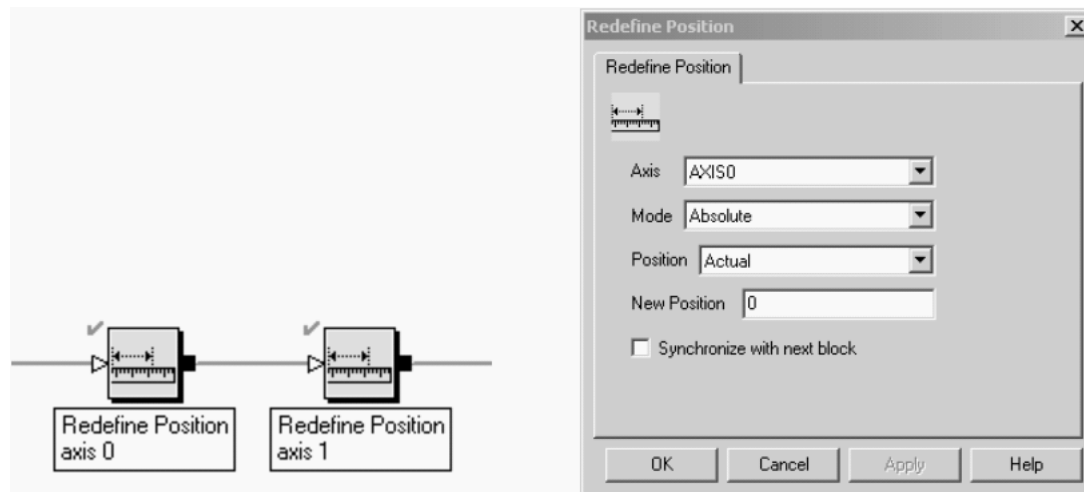 Redefine Position
axis 0
Redefine Position
axis 1
Redefine Position
Redefine Position
Axis AXIS0
Mode Absolute
Position Actual
New Position 0
Synchronize with next block
OK Cancel Apply Help